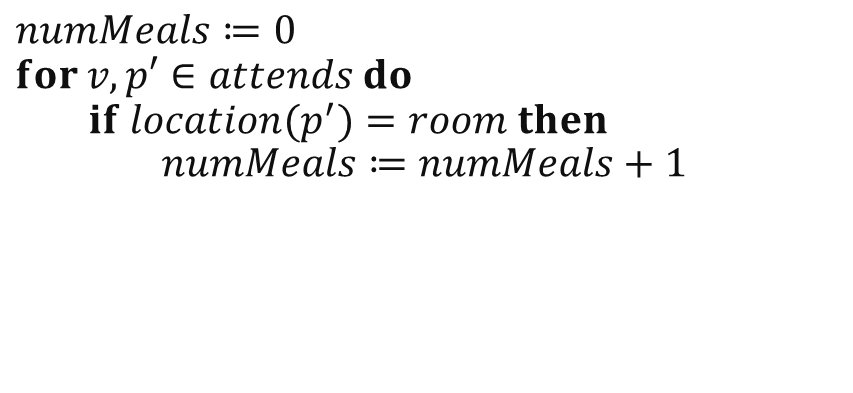 numMeals ≔ 0
for v, p′ ∈ attends do
if location(p′) = room then
numMeals ≔ numMeals + 1